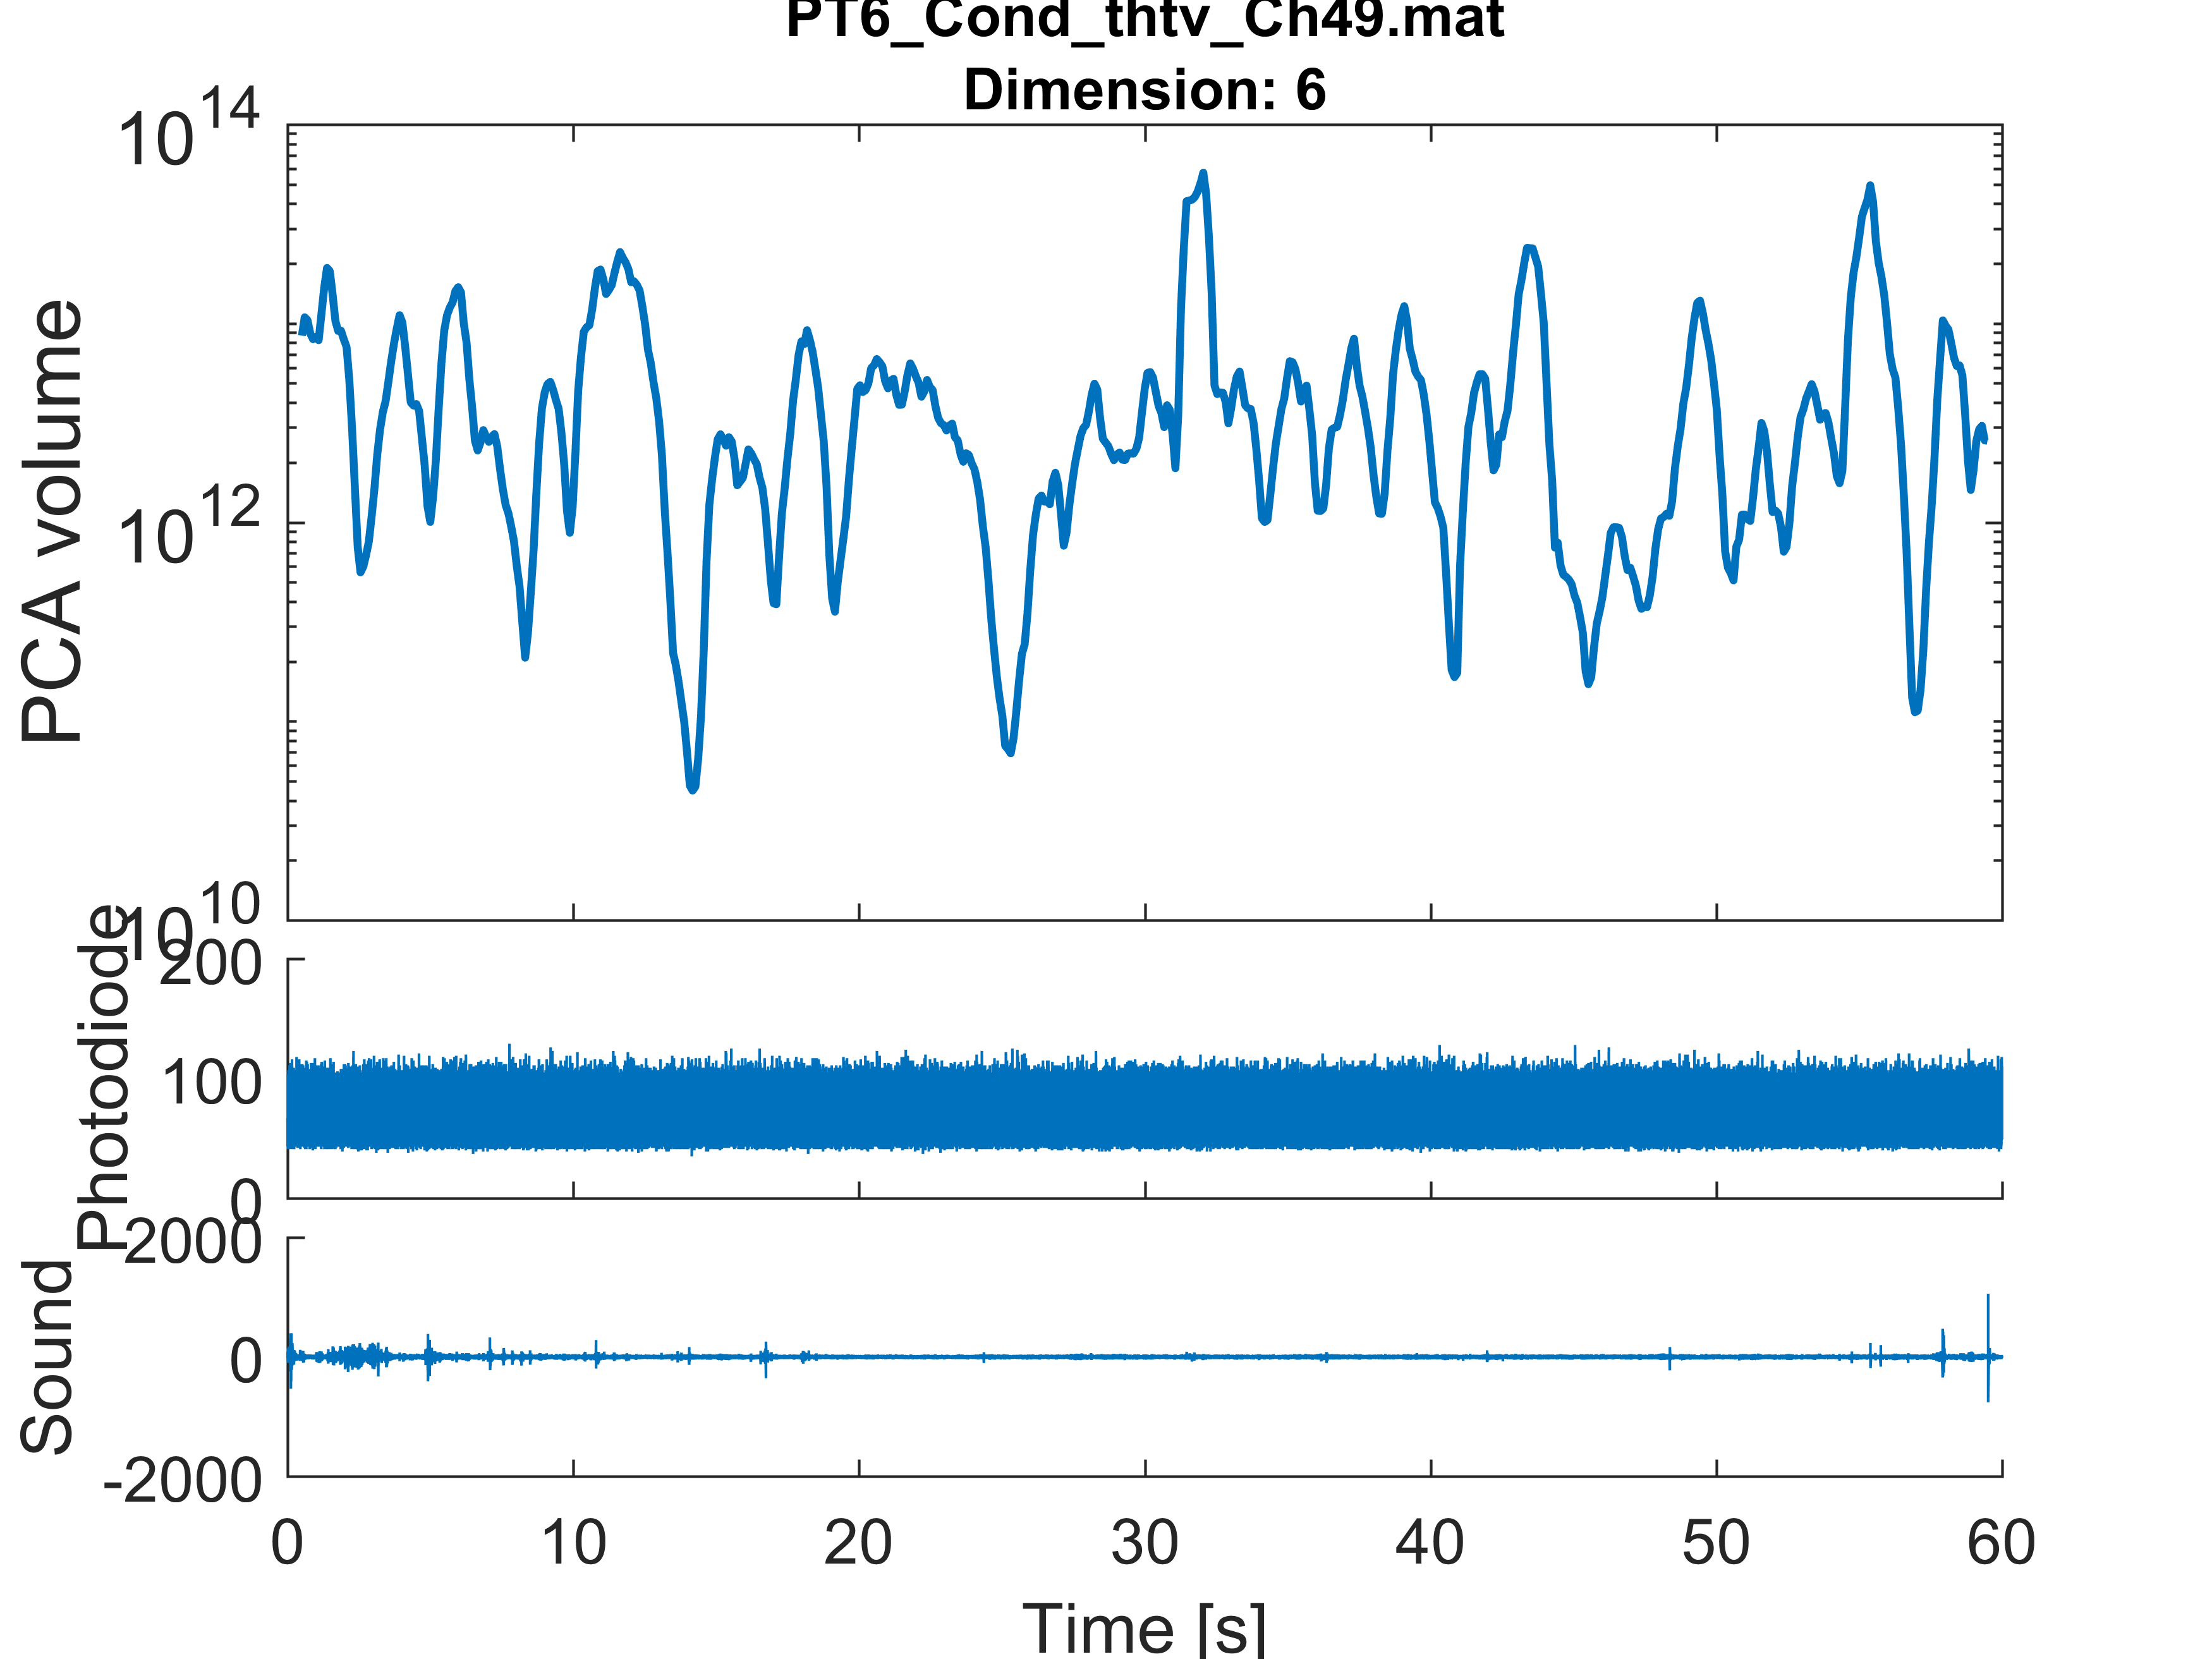 PT6_Cond_thtv_Ch49.mat
Dimension: 6
PCA volume
10^14
10^12
10^10
Photodiode
200
100
0
Sound
2000
0
-2000
0 10 20 30 40 50 60
Time [s]